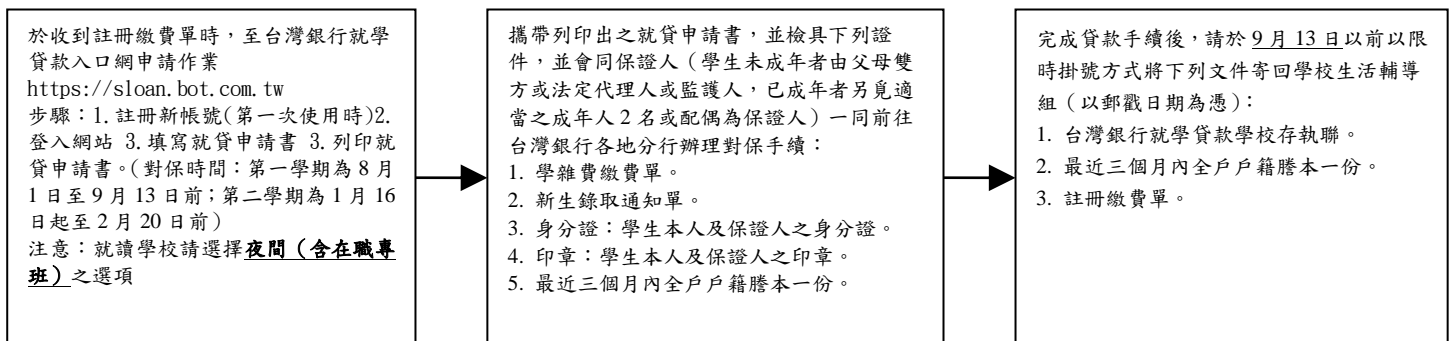 於收到註冊繳費單時，至台灣銀行就學
貸款入口網申請作業
https://sloan.bot.com.tw
步驟：1.註冊新帳號(第一次使用時)2.
登入網站 3.填寫就貸申請書 3.列印就
貸申請書。(對保時間：第一學期為 8 月
1 日至 9 月 13 日前；第二學期為 1 月 16
日起至 2 月 20 日前)
注意：就讀學校請選擇夜間（含在職專
班）之選項
攜帶列印出之就貸申請書，並檢具下列證
件，並會同保證人（學生未成年者由父母雙
方或法定代理人或監護人，已成年者另覓適
當之成年人 2 名或配偶為保證人）一同前往
台灣銀行各地分行辦理對保手續：
1. 學雜費繳費單。
2. 新生錄取通知單。
3. 身分證：學生本人及保證人之身分證。
4. 印章：學生本人及保證人之印章。
5. 最近三個月內全戶戶籍謄本一份。
完成貸款手續後，請於 9 月 13 日以前以限
時掛號方式將下列文件寄回學校生活輔導
組（以郵戳日期為憑）：
1. 台灣銀行就學貸款學校存執聯。
2. 最近三個月內全戶戶籍謄本一份。
3. 註冊繳費單。